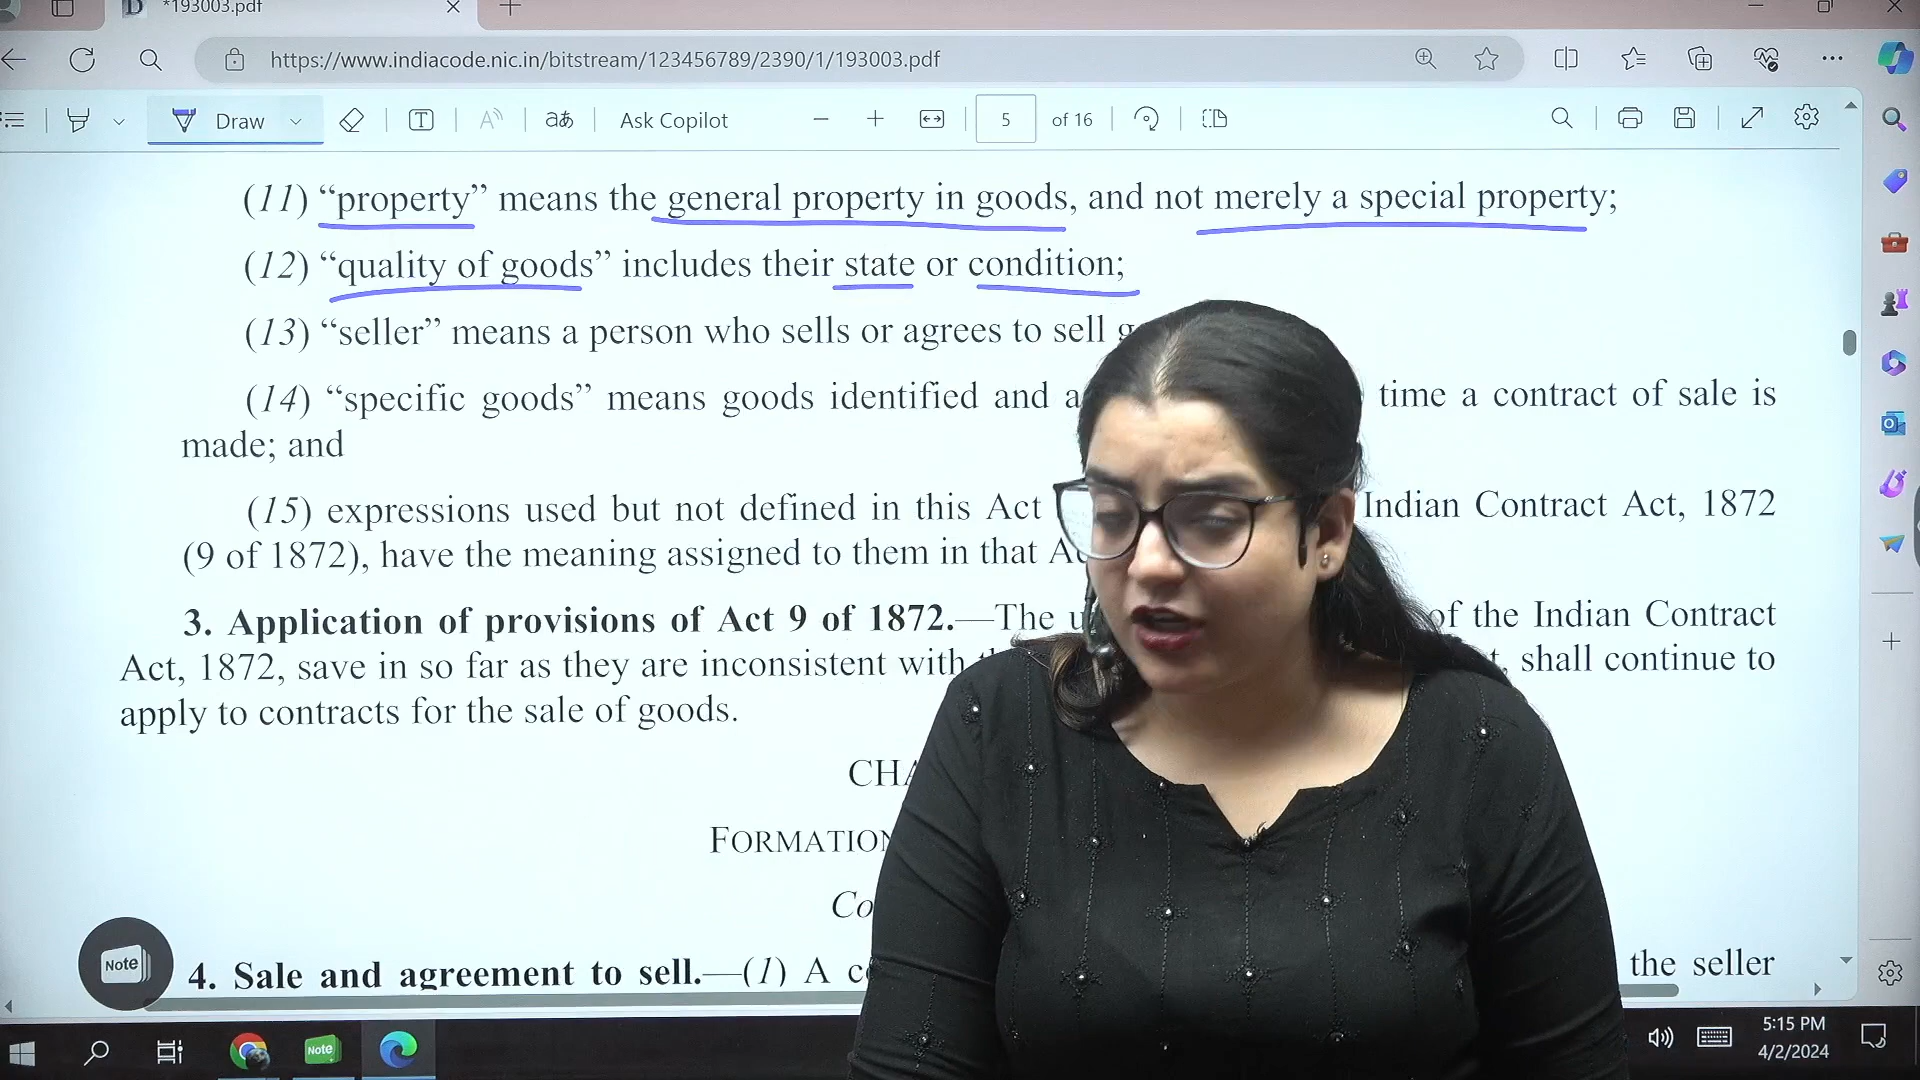 *193003.pdf
https://www.indiacode.nic.in/bitstream/123456789/2390/1/193003.pdf
Draw
T
aあ
Ask Copilot
5
of 16
(11) “property” means the general property in goods, and not merely a special property;
(12) “quality of goods” includes their state or condition;
(13) “seller” means a person who sells or agrees to sell
(14) “specific goods” means goods identified and time a contract of sale is
made; and
(15) expressions used but not defined in this Act Indian Contract Act, 1872
(9 of 1872), have the meaning assigned to them in that
3. Application of provisions of Act 9 of 1872.—The of the Indian Contract
Act, 1872, save in so far as they are inconsistent with shall continue to
apply to contracts for the sale of goods.
FORMATION
4. Sale and agreement to sell.—(1) A the seller
Note
Note
5:15 PM
4/2/2024